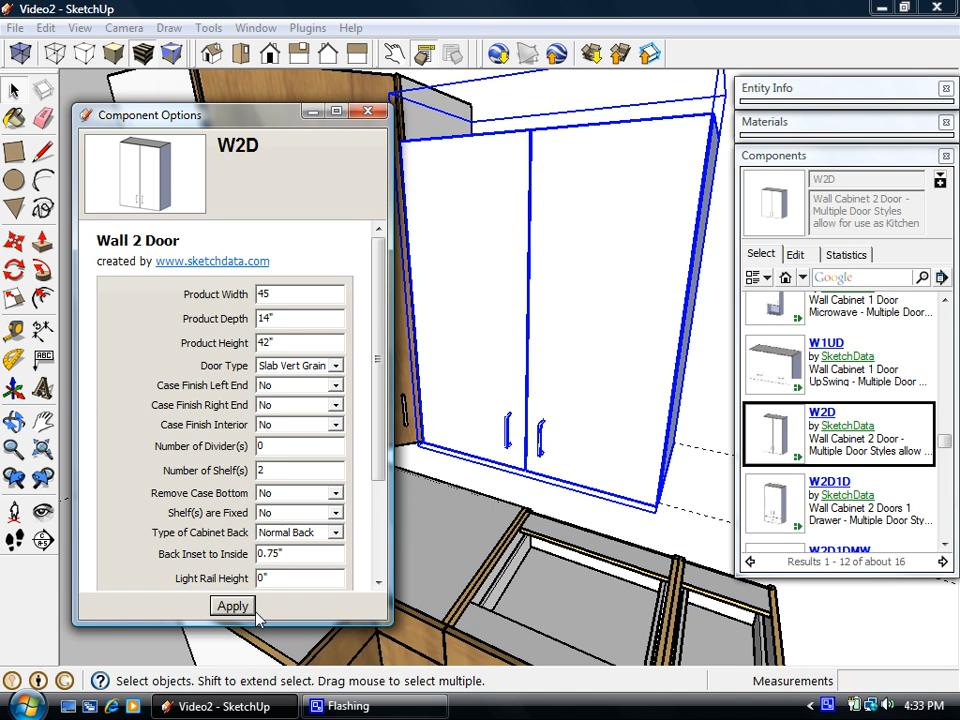 Video2 - SketchUp
File Edit View Camera Draw Tools Window Plugins Help
Component Options
W2D
Wall 2 Door
created by www.sketchdata.com
Product Width 45
Product Depth 14"
Product Height 42"
Door Type Slab Vert Grain
Case Finish Left End No
Case Finish Right End No
Case Finish Interior No
Number of Divider(s) 0
Number of Shelf(s) 2
Remove Case Bottom No
Shelf(s) are Fixed No
Type of Cabinet Back Normal Back
Back Inset to Inside 0.75"
Light Rail Height 0"
Apply
Entity Info
Materials
Components
W2D
Wall Cabinet 2 Door -
Multiple Door Styles
allow for use as Kitchen
Select Edit Statistics
Google
Wall Cabinet 1 Door
Microwave - Multiple Door...
W1UD
by SketchData
Wall Cabinet 1 Door
UpSwing - Multiple Door ...
W2D
by SketchData
Wall Cabinet 2 Door -
Multiple Door Styles allow ...
W2D1D
by SketchData
Wall Cabinet 2 Doors 1
Drawer - Multiple Door Sty...
W2D1DMW
Results 1 - 12 of about 16
ABC
Select objects. Shift to extend select. Drag mouse to select multiple.
Measurements
Video2 - SketchUp
Flashing
4:33 PM